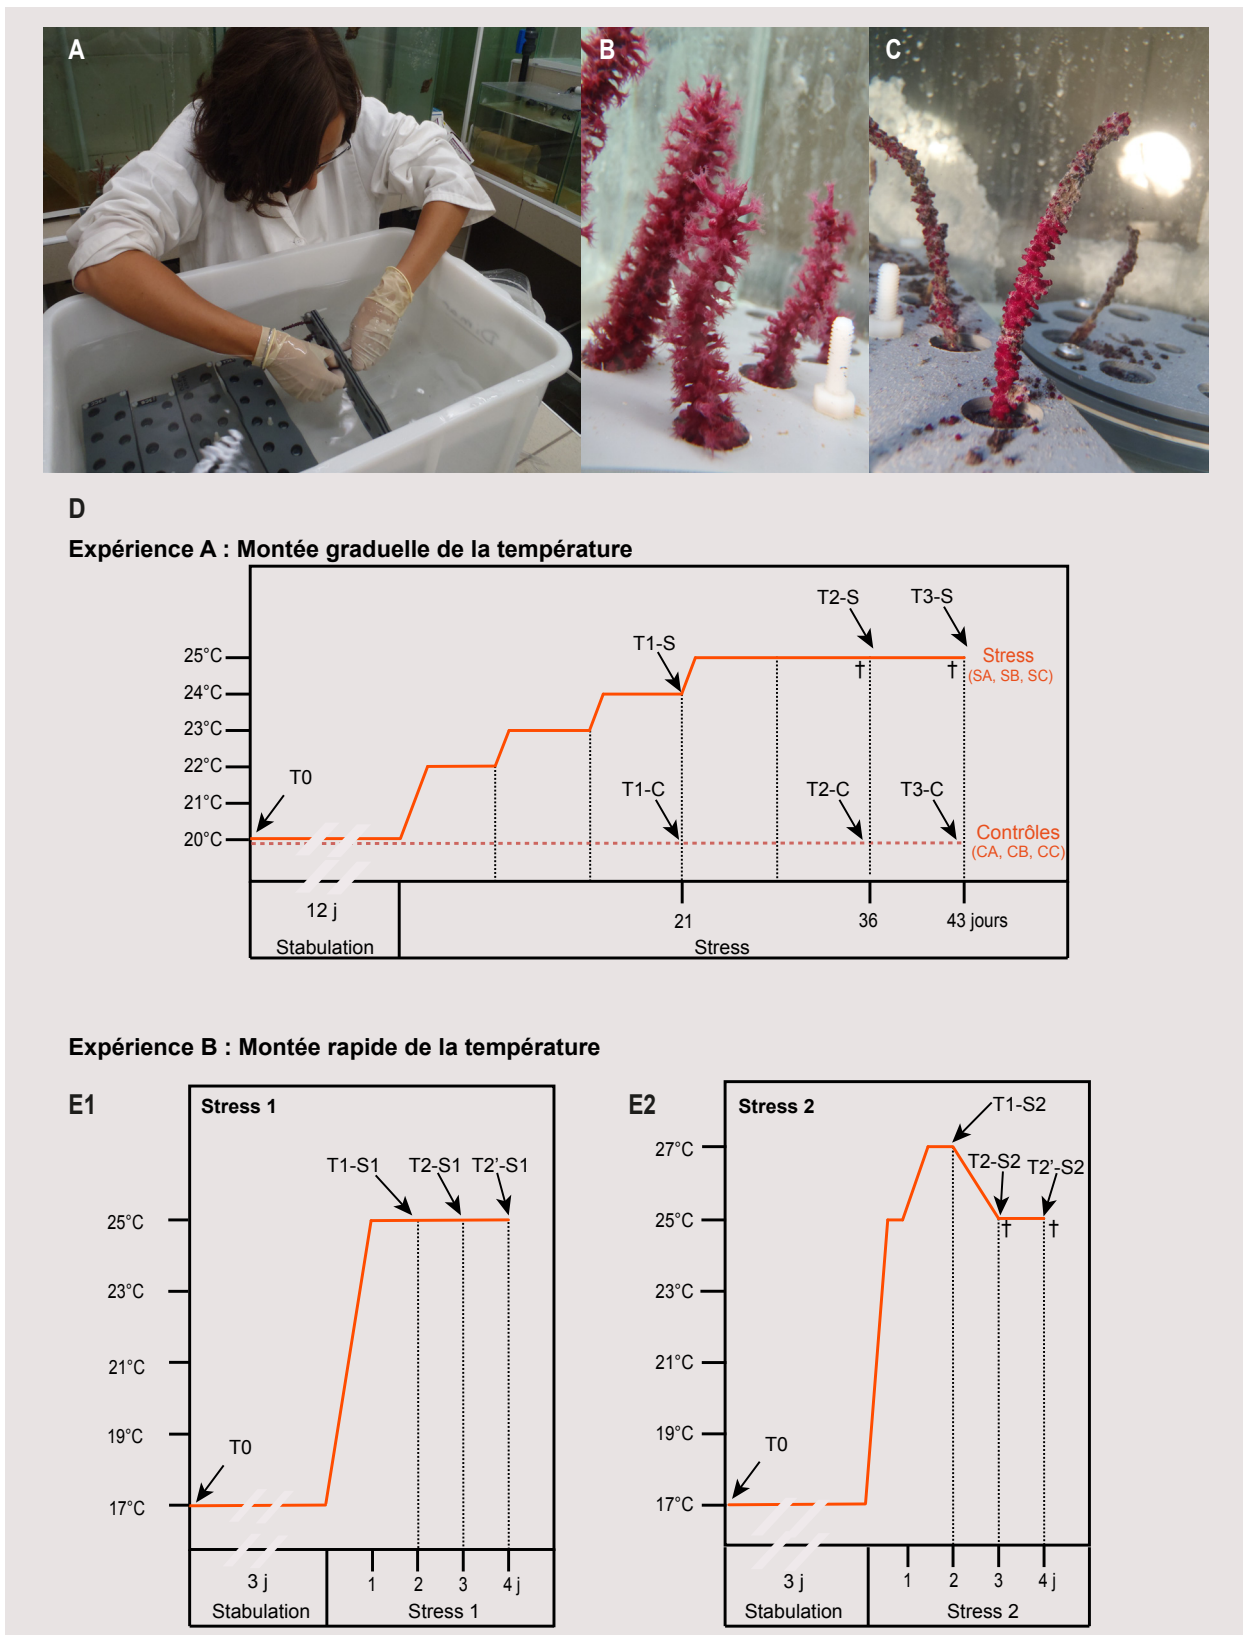 A
B
C
D
Expérience A : Montée graduelle de la température
T2-S
T3-S
T1-S
25°C
Stress
(SA, SB, SC)
†
†
24°C
23°C
22°C
T0
T1-C
T2-C
T3-C
21°C
20°C
Contrôles
(CA, CB, CC)
12 j
21
36
43 jours
Stabulation
Stress
Expérience B : Montée rapide de la température
E1
Stress 1
T1-S1
T2-S1
T2’-S1
25°C
23°C
21°C
19°C
T0
17°C
3 j
1
2
3
4 j
Stabulation
Stress 1
E2
Stress 2
T1-S2
27°C
T2-S2
T2’-S2
25°C
†
†
23°C
21°C
19°C
T0
17°C
3 j
1
2
3
4 j
Stabulation
Stress 2